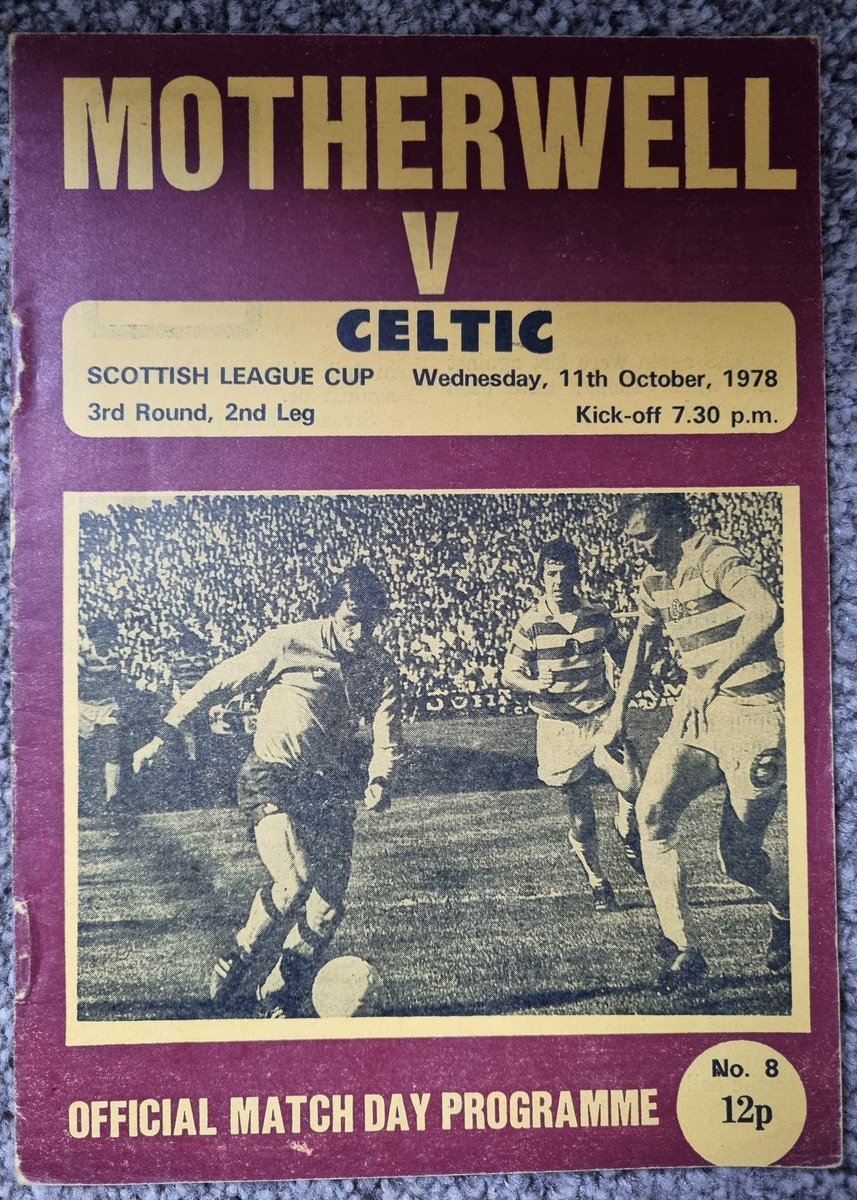 MOTHERWELL
V
CELTIC
SCOTTISH LEAGUE CUP Wednesday, 11th October, 1978
3rd Round, 2nd Leg Kick-off 7.30 p.m.
No. 8
OFFICIAL MATCH DAY PROGRAMME 12p